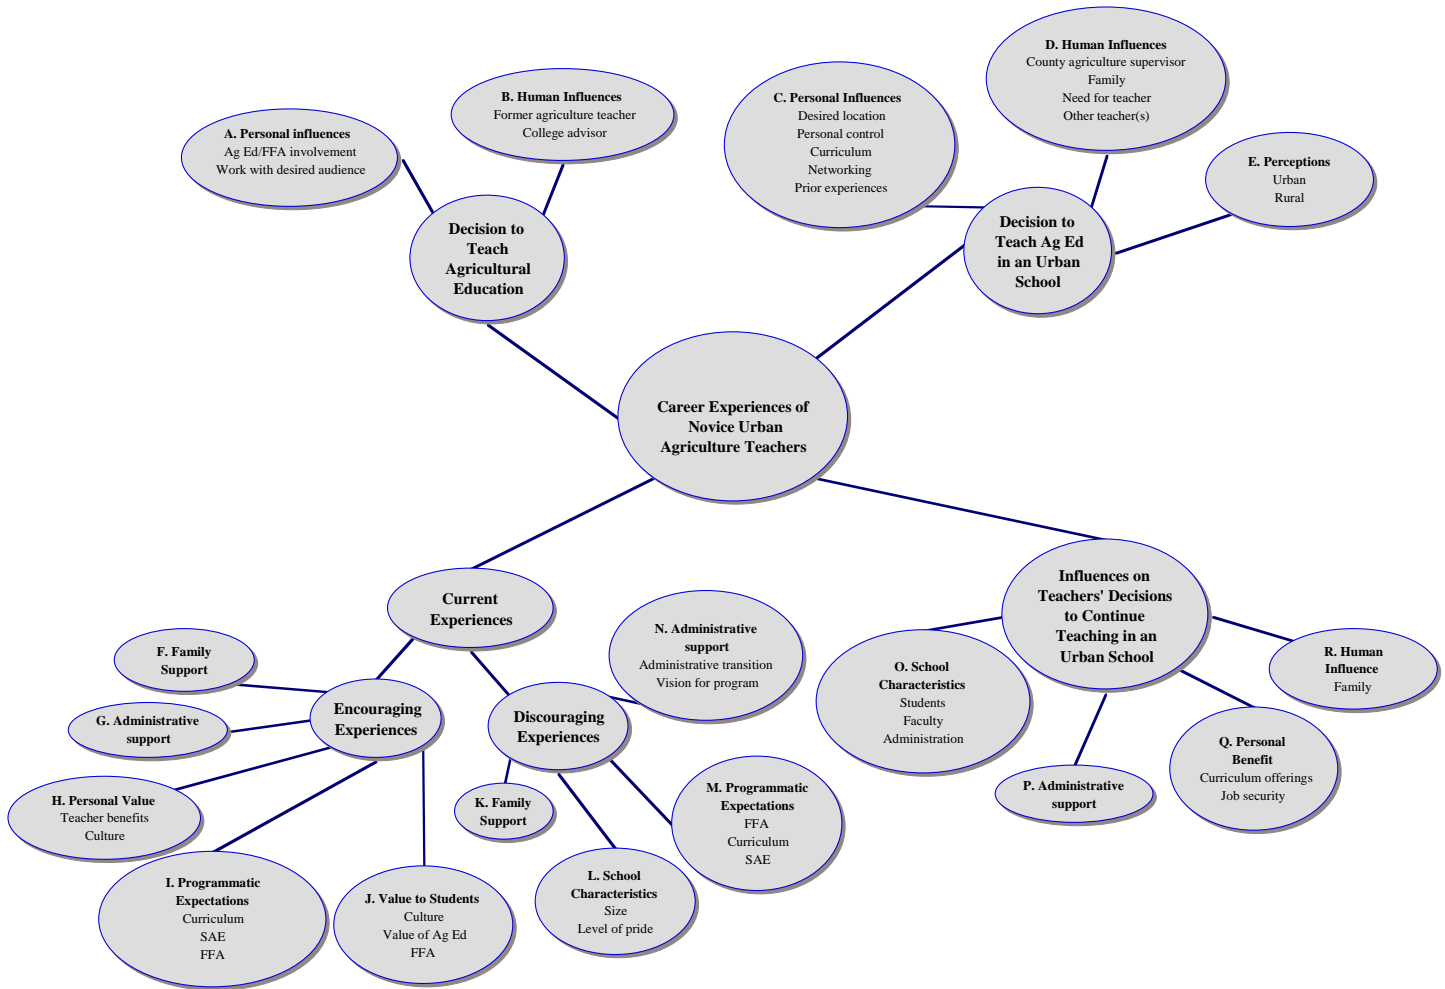 A. Personal influences
Ag Ed/FFA involvement
Work with desired audience
B. Human Influences
Former agriculture teacher
College advisor
C. Personal Influences
Desired location
Personal control
Curriculum
Networking
Prior experiences
D. Human Influences
County agriculture supervisor
Family
Need for teacher
Other teacher(s)
E. Perceptions
Urban
Rural
Decision to
Teach
Agricultural
Education
Decision to
Teach Ag Ed
in an Urban
School
Career Experiences of
Novice Urban
Agriculture Teachers
Current
Experiences
Influences on
Teachers' Decisions
to Continue
Teaching in an
Urban School
F. Family
Support
G. Administrative
support
H. Personal Value
Teacher benefits
Culture
I. Programmatic
Expectations
Curriculum
SAE
FFA
J. Value to Students
Culture
Value of Ag Ed
FFA
Encouraging
Experiences
Discouraging
Experiences
K. Family
Support
L. School
Characteristics
Size
Level of pride
M. Programmatic
Expectations
FFA
Curriculum
SAE
N. Administrative
support
Administrative transition
Vision for program
O. School
Characteristics
Students
Faculty
Administration
P. Administrative
support
Q. Personal
Benefit
Curriculum offerings
Job security
R. Human
Influence
Family